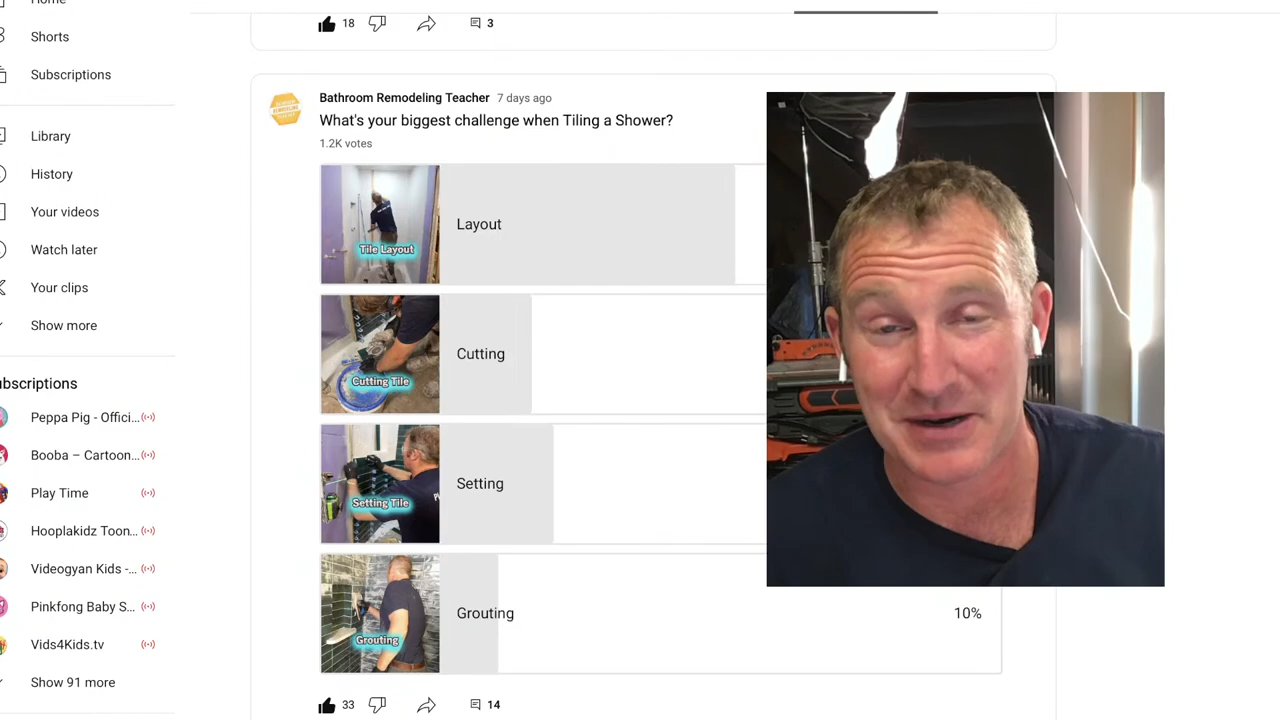 Home
Shorts
Subscriptions
Library
History
Your videos
Watch later
Your clips
Show more
bscriptions
Peppa Pig - Offici...
Booba – Cartoon...
Play Time
Hooplakidz Toon...
Videogyan Kids -...
Pinkfong Baby S...
Vids4Kids.tv
Show 91 more
18
3
Bathroom Remodeling Teacher 7 days ago
What's your biggest challenge when Tiling a Shower?
1.2K votes
Tile Layout
Layout
Cutting Tile
Cutting
Setting Tile
Setting
Grouting
Grouting
10%
33
14